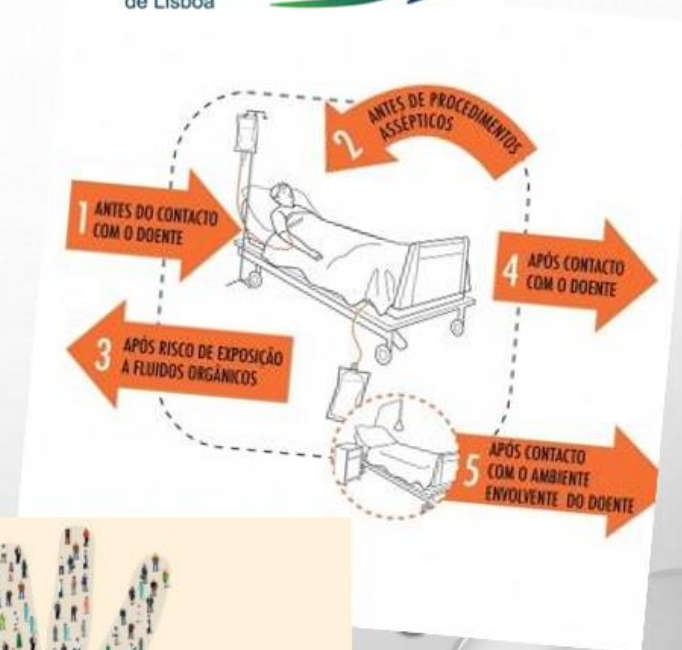 de Lisboa
1 ANTES DO CONTACTO
COM O DOENTE
2 ANTES DE PROCEDIMENTOS
ASSÉPTICOS
3 APÓS RISCO DE EXPOSIÇÃO
A FLUIDOS ORGÂNICOS
4 APÓS CONTACTO
COM O DOENTE
5 APÓS CONTACTO
COM O AMBIENTE
ENVOLVENTE DO DOENTE